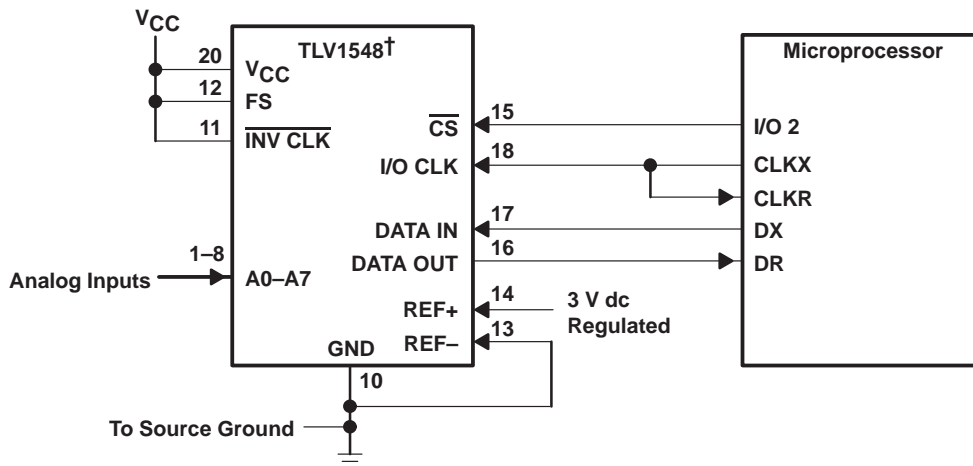 VCC
TLV1548†
Microprocessor
20
VCC
12
FS
11
INV CLK
CS
15
I/O 2
I/O CLK
18
CLKX
CLKR
DATA IN
17
DX
DATA OUT
16
DR
1–8
Analog Inputs
A0–A7
REF+
14
3 V dc
Regulated
REF–
13
GND
10
To Source Ground